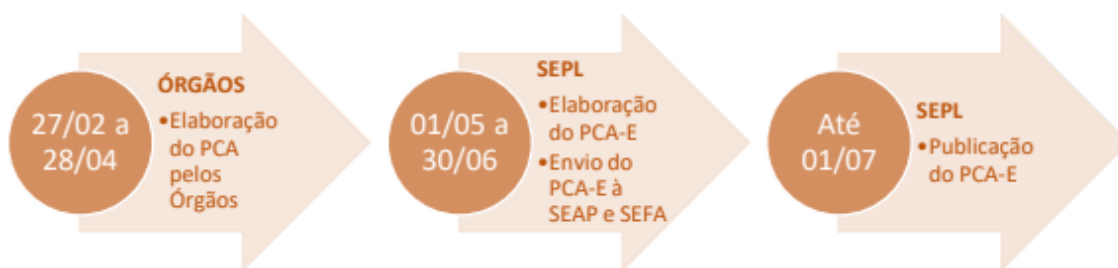 27/02 a
28/04
ÓRGÃOS
•Elaboração
do PCA
pelos
Órgãos
01/05 a
30/06
SEPL
•Elaboração
do PCA-E
•Envio do
PCA-E à
SEAP e SEFA
Até
01/07
SEPL
•Publicação
do PCA-E